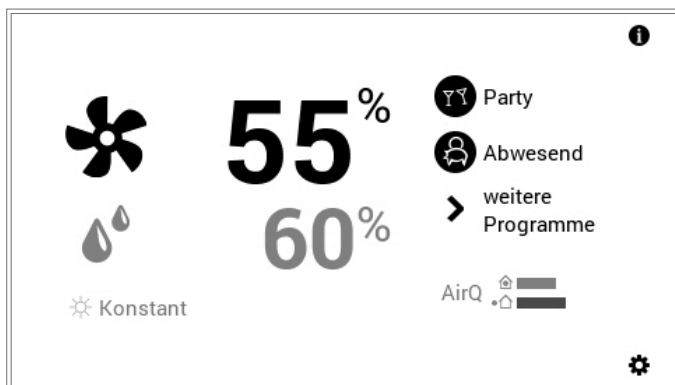 55%
60%
Konstant
Party
Abwesend
weitere
Programme
AirQ